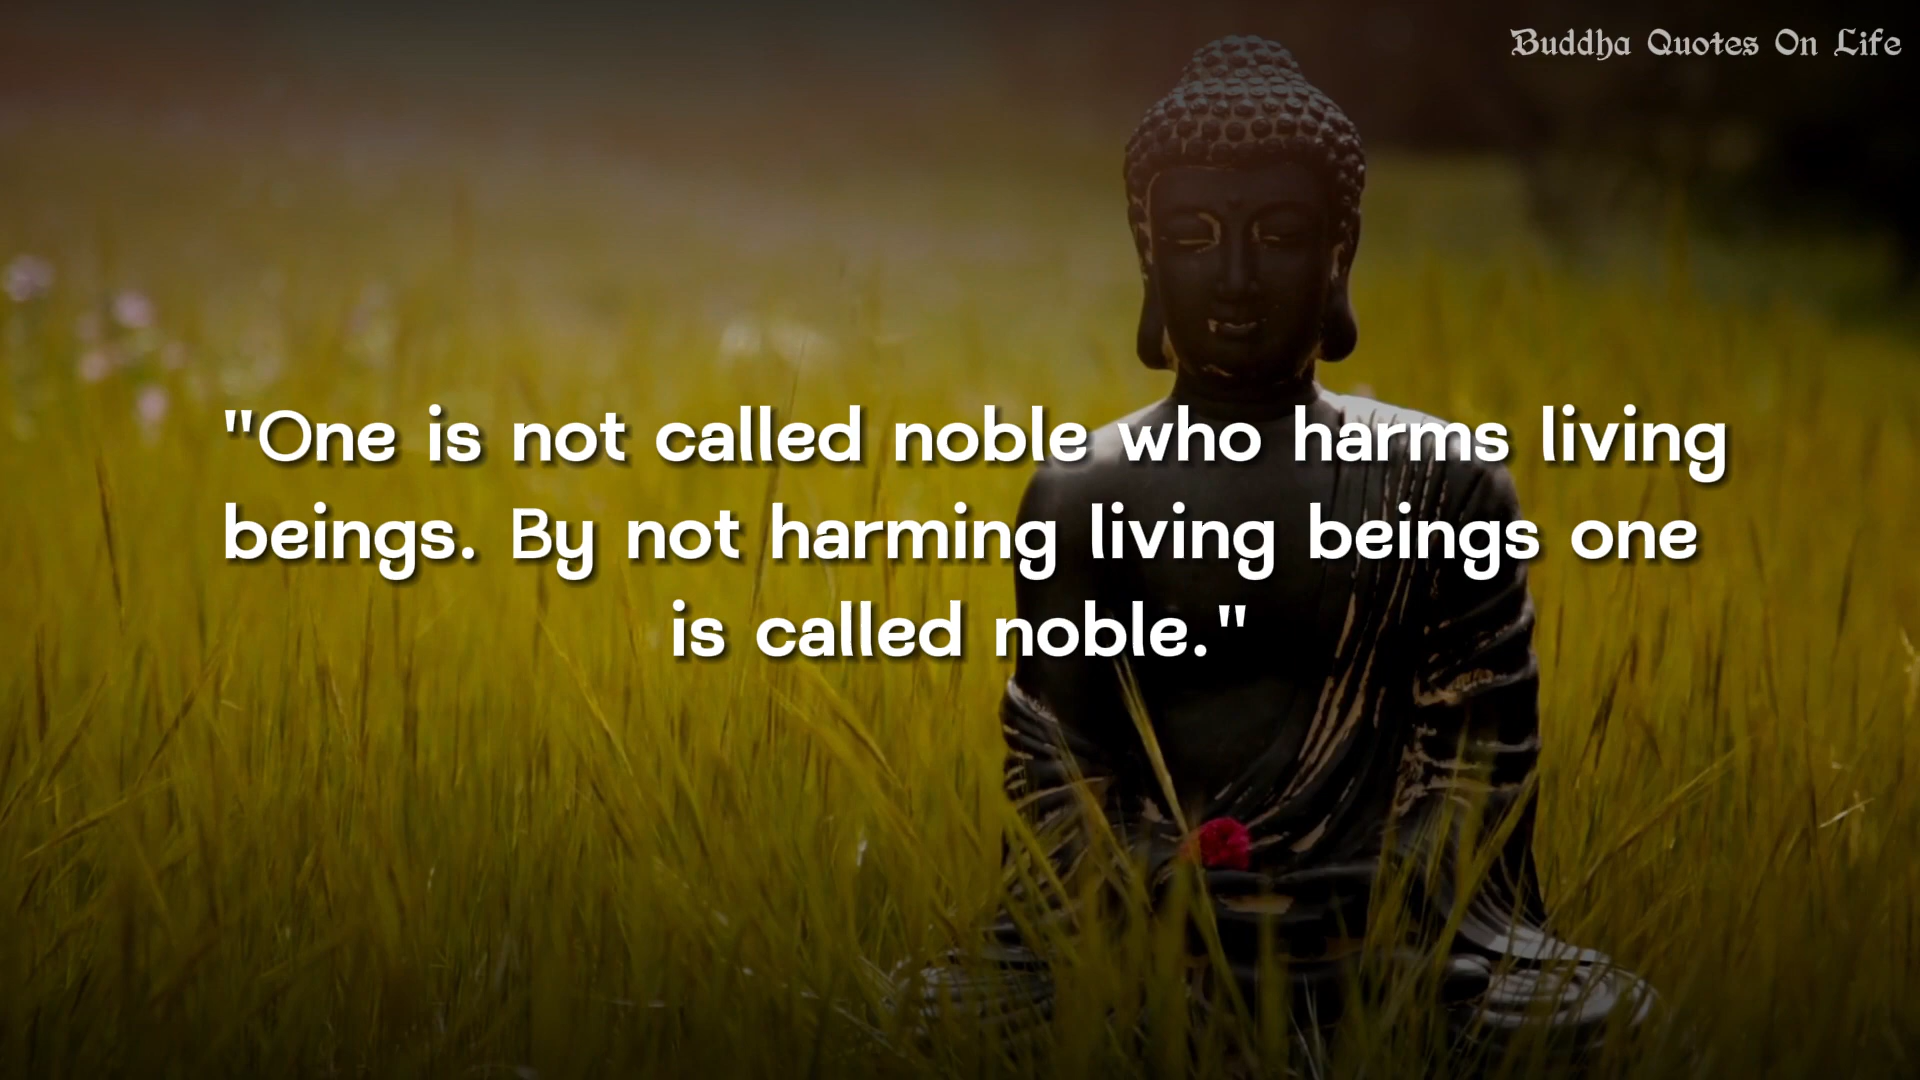 Buddha Quotes On Life
"One is not called noble who harms living
beings. By not harming living beings one
is called noble."